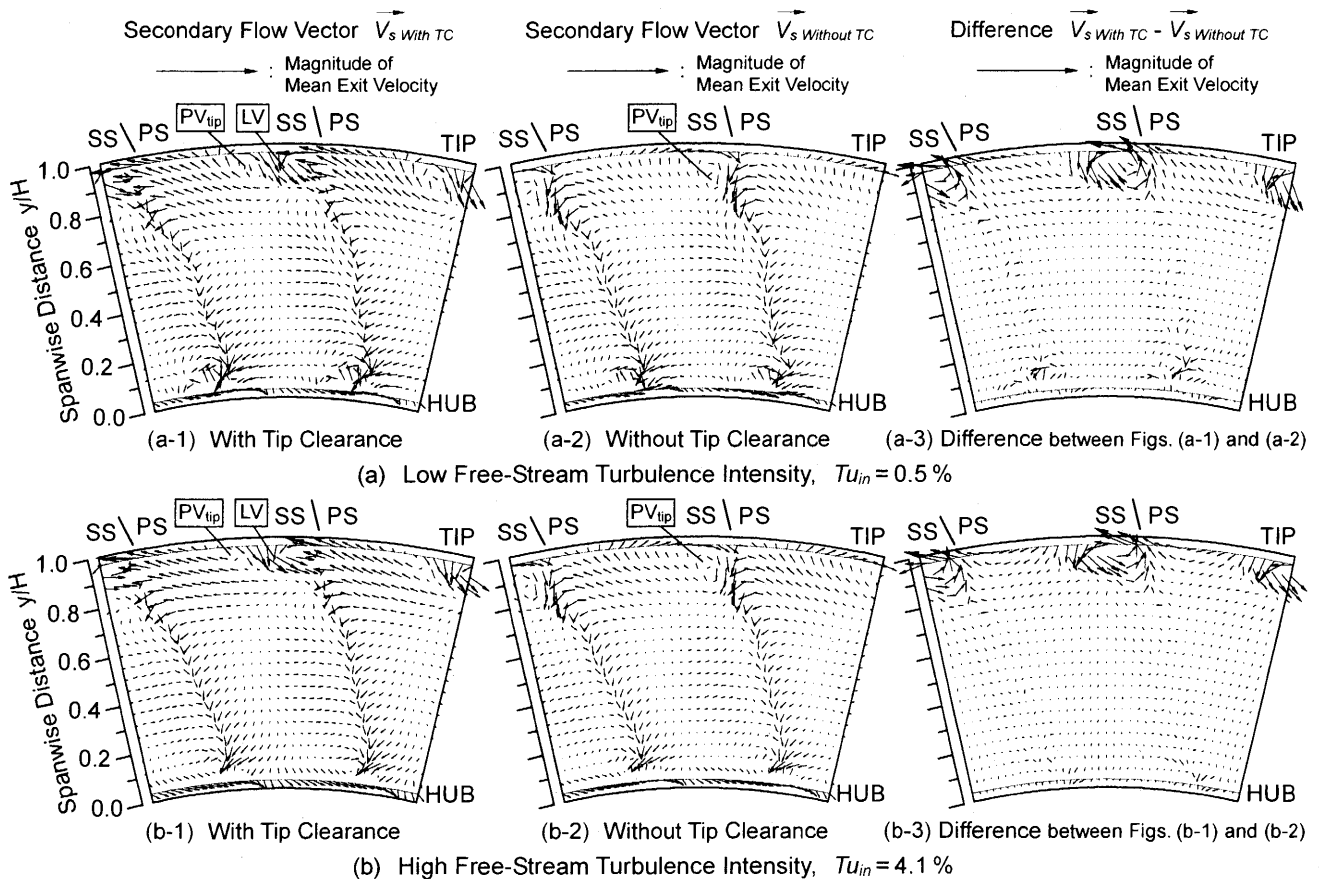 Secondary Flow Vector V⃗s With TC
Secondary Flow Vector V⃗s Without TC
Difference V⃗s With TC - V⃗s Without TC
: Magnitude of
Mean Exit Velocity
: Magnitude of
Mean Exit Velocity
: Magnitude of
Mean Exit Velocity
SS \ PS
PVtip
LV
SS \ PS
TIP
PVtip
SS \ PS
SS \ PS
TIP
SS \ PS
SS \ PS
TIP
1.0
0.8
0.6
0.4
0.2
0.0
Spanwise Distance y/H
HUB
HUB
HUB
(a-1) With Tip Clearance
(a-2) Without Tip Clearance
(a-3) Difference between Figs. (a-1) and (a-2)
(a) Low Free-Stream Turbulence Intensity, Tuin = 0.5 %
SS \ PS
PVtip
LV
SS \ PS
TIP
PVtip
SS \ PS
SS \ PS
TIP
SS \ PS
SS \ PS
TIP
1.0
0.8
0.6
0.4
0.2
0.0
Spanwise Distance y/H
HUB
HUB
HUB
(b-1) With Tip Clearance
(b-2) Without Tip Clearance
(b-3) Difference between Figs. (b-1) and (b-2)
(b) High Free-Stream Turbulence Intensity, Tuin = 4.1 %